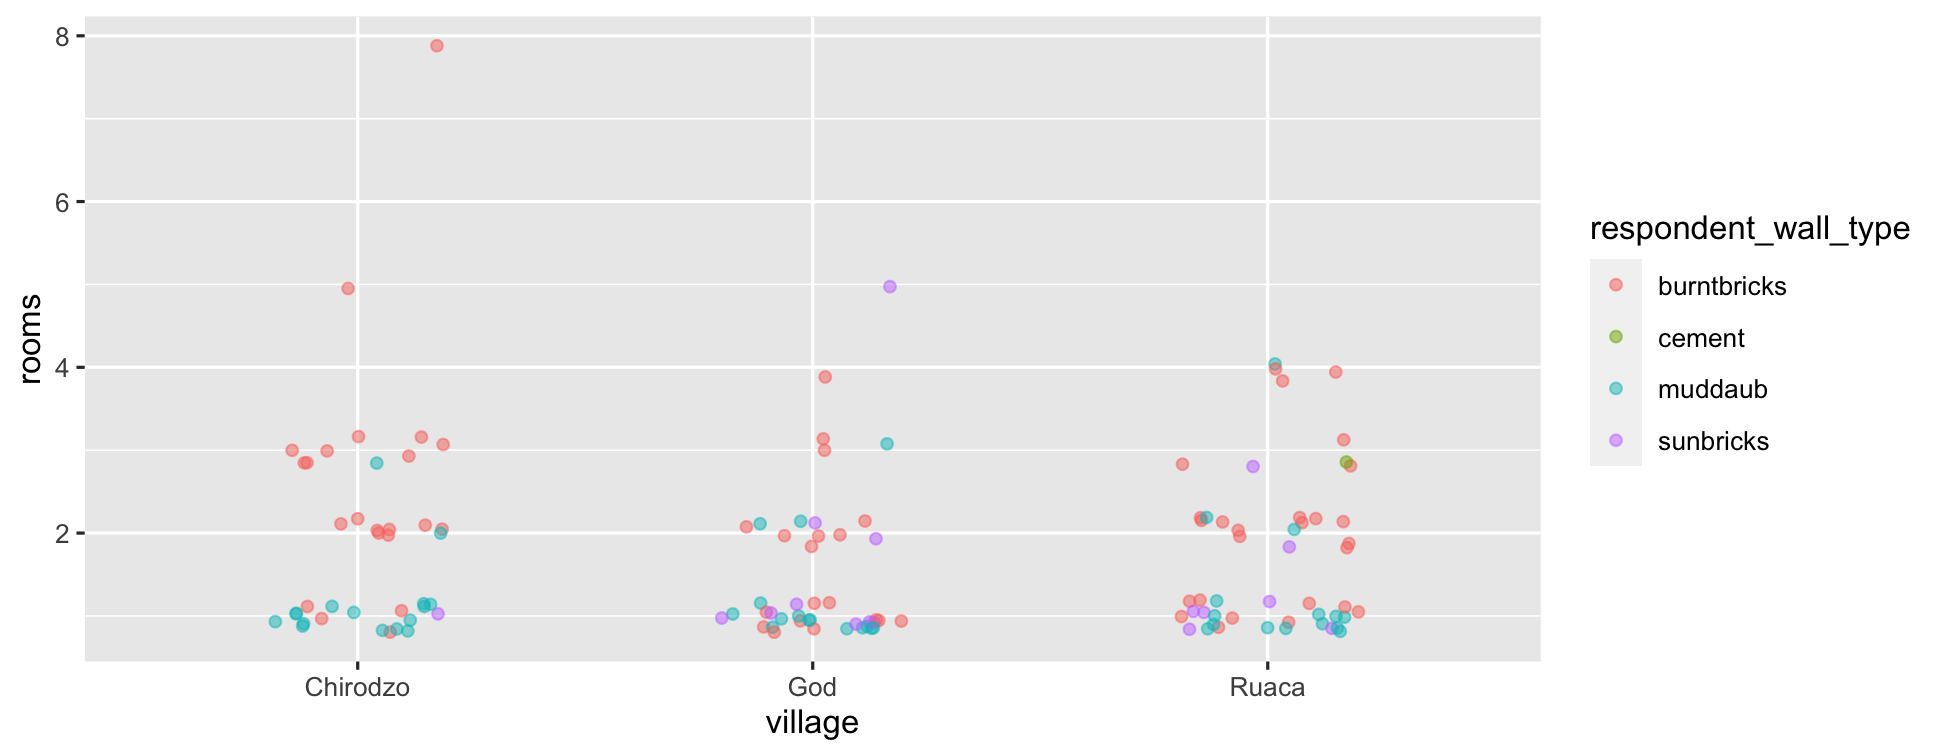 8
6
4
2
rooms
Chirodzo God Ruaca
village
respondent_wall_type
burntbricks
cement
muddaub
sunbricks